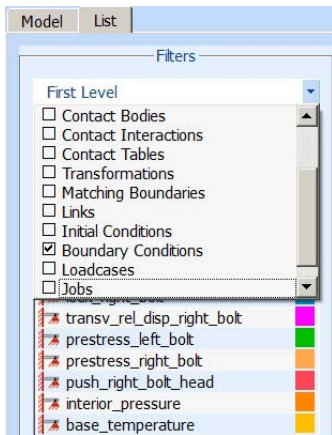 Model List
Filters
First Level
Contact Bodies
Contact Interactions
Contact Tables
Transformations
Matching Boundaries
Links
Initial Conditions
Boundary Conditions
Loadcases
Jobs
transv_rel_disp_right_bolt
prestress_left_bolt
prestress_right_bolt
push_right_bolt_head
interior_pressure
base_temperature